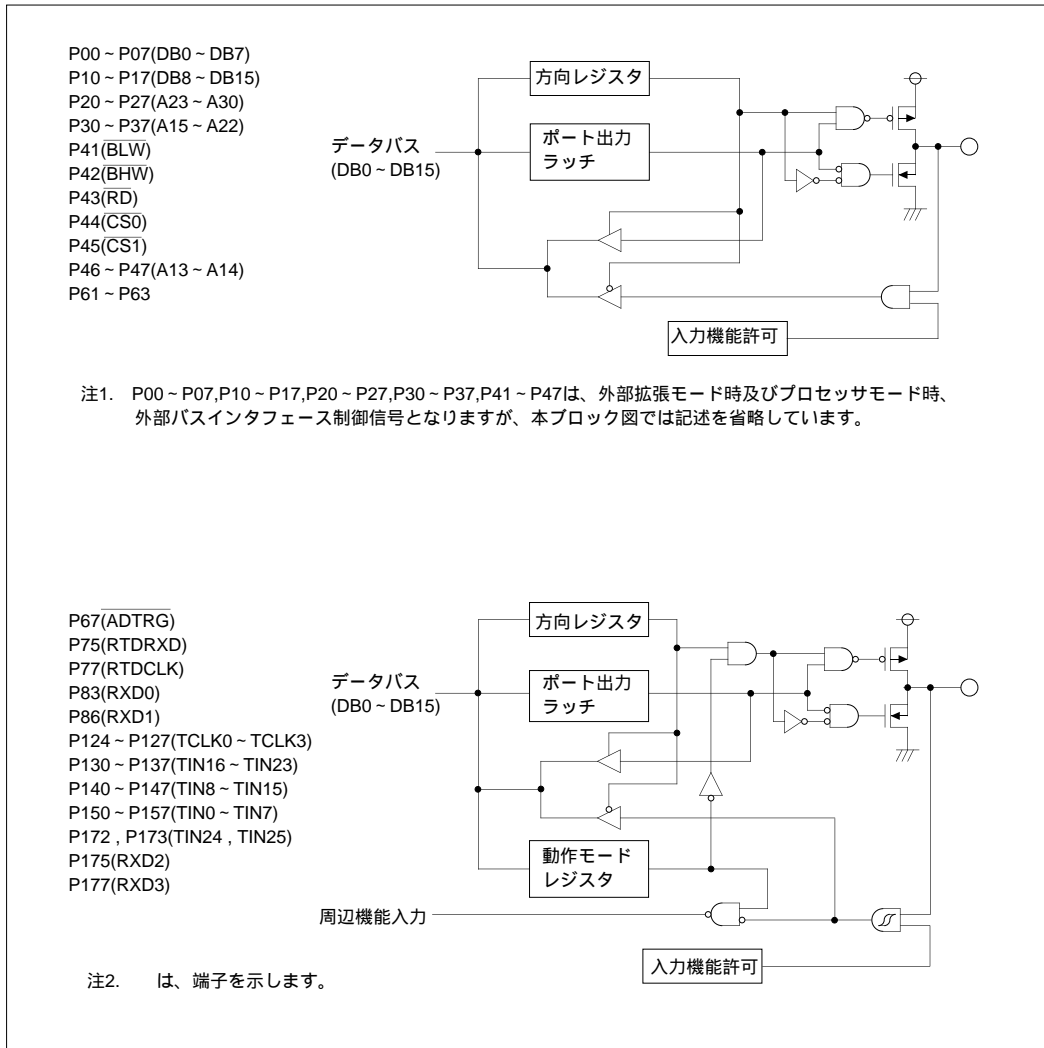 P00 ~ P07(DB0 ~ DB7)
P10 ~ P17(DB8 ~ DB15)
P20 ~ P27(A23 ~ A30)
P30 ~ P37(A15 ~ A22)
P41(BLW)
P42(BHW)
P43(RD)
P44(CS0)
P45(CS1)
P46 ~ P47(A13 ~ A14)
P61 ~ P63
データバス
(DB0 ~ DB15)
方向レジスタ
ポート出力
ラッチ
入力機能許可
注1. P00 ~ P07,P10 ~ P17,P20 ~ P27,P30 ~ P37,P41 ~ P47は、外部拡張モード時及びプロセッサモード時、
外部バスインタフェース制御信号となりますが、本ブロック図では記述を省略しています。
P67(ADTRG)
P75(RTDRXD)
P77(RTDCLK)
P83(RXD0)
P86(RXD1)
P124 ~ P127(TCLK0 ~ TCLK3)
P130 ~ P137(TIN16 ~ TIN23)
P140 ~ P147(TIN8 ~ TIN15)
P150 ~ P157(TIN0 ~ TIN7)
P172 , P173(TIN24 , TIN25)
P175(RXD2)
P177(RXD3)
データバス
(DB0 ~ DB15)
方向レジスタ
ポート出力
ラッチ
動作モード
レジスタ
周辺機能入力
入力機能許可
注2. は、端子を示します。